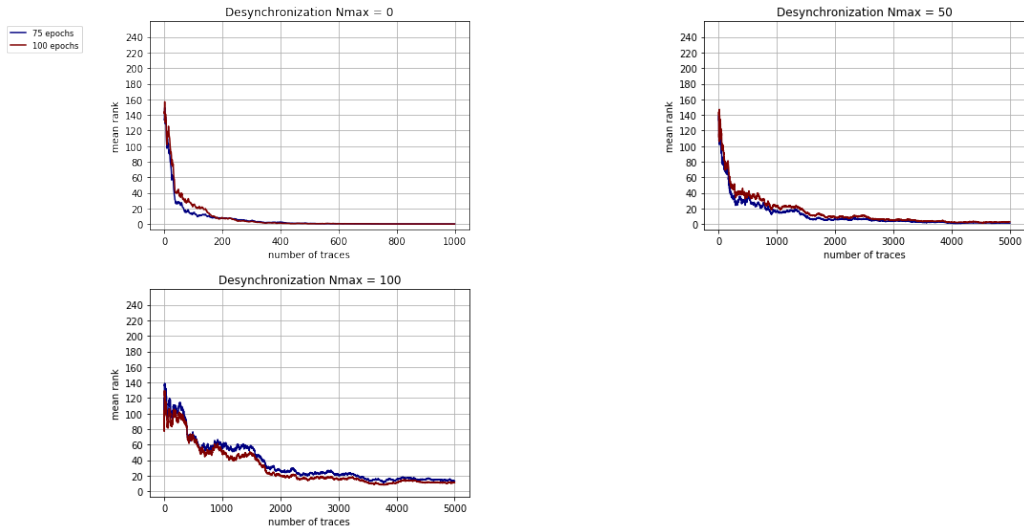 75 epochs
100 epochs
Desynchronization Nmax = 0
mean rank
240
220
200
180
160
140
120
100
80
60
40
20
0
0 200 400 600 800 1000
number of traces
Desynchronization Nmax = 50
mean rank
240
220
200
180
160
140
120
100
80
60
40
20
0
0 1000 2000 3000 4000 5000
number of traces
Desynchronization Nmax = 100
mean rank
240
220
200
180
160
140
120
100
80
60
40
20
0
0 1000 2000 3000 4000 5000
number of traces